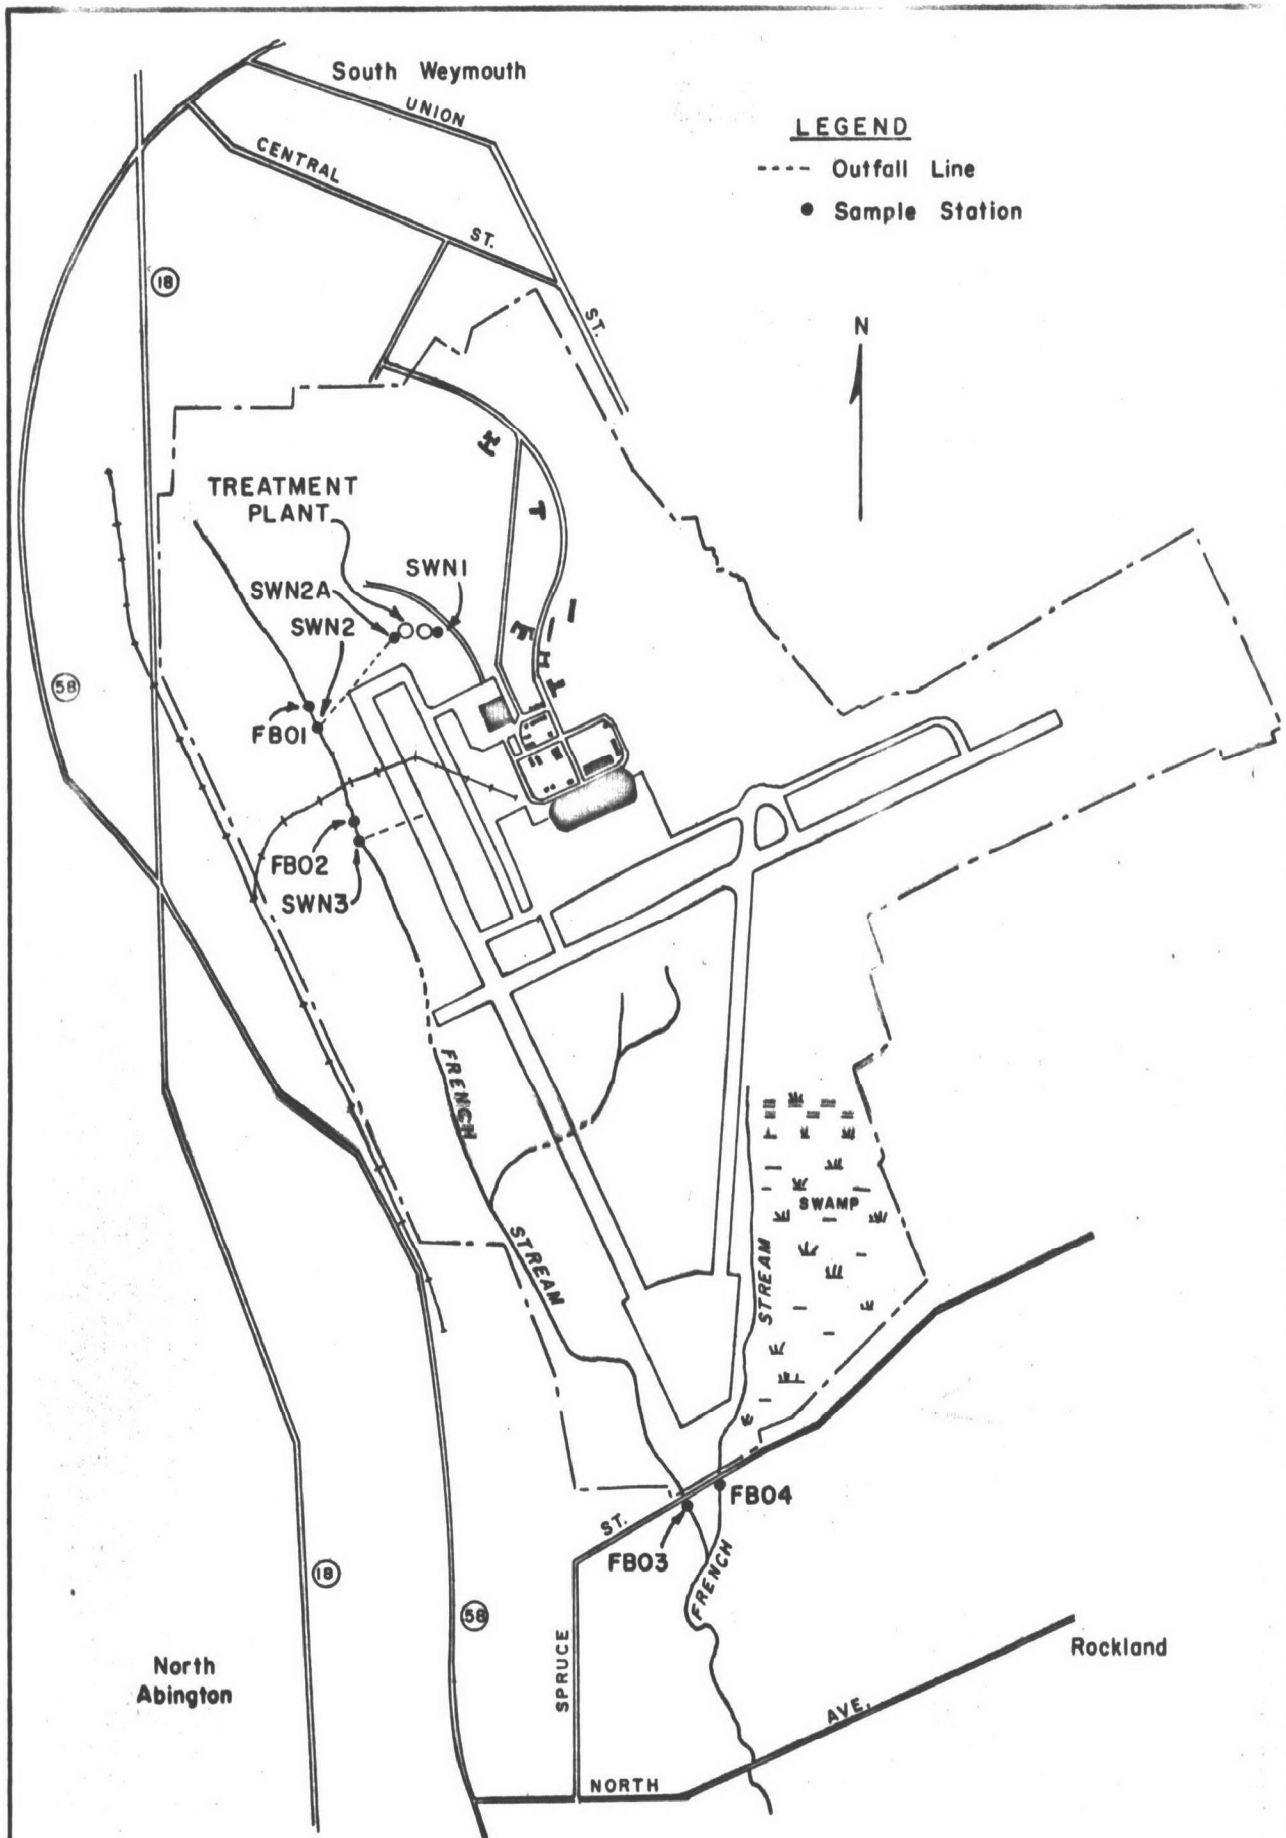 South Weymouth
UNION
ST.
CENTRAL
ST.
LEGEND
Outfall Line
Sample Station
18
N
TREATMENT
PLANT
SWN1
SWN2A
SWN2
58
FB01
FB02
SWN3
FRENCH
STREAM
SWAMP
STREAM
FB04
ST.
FB03
FRENCH
18
58
SPRUCE
North
Abington
Rockland
AVE.
NORTH